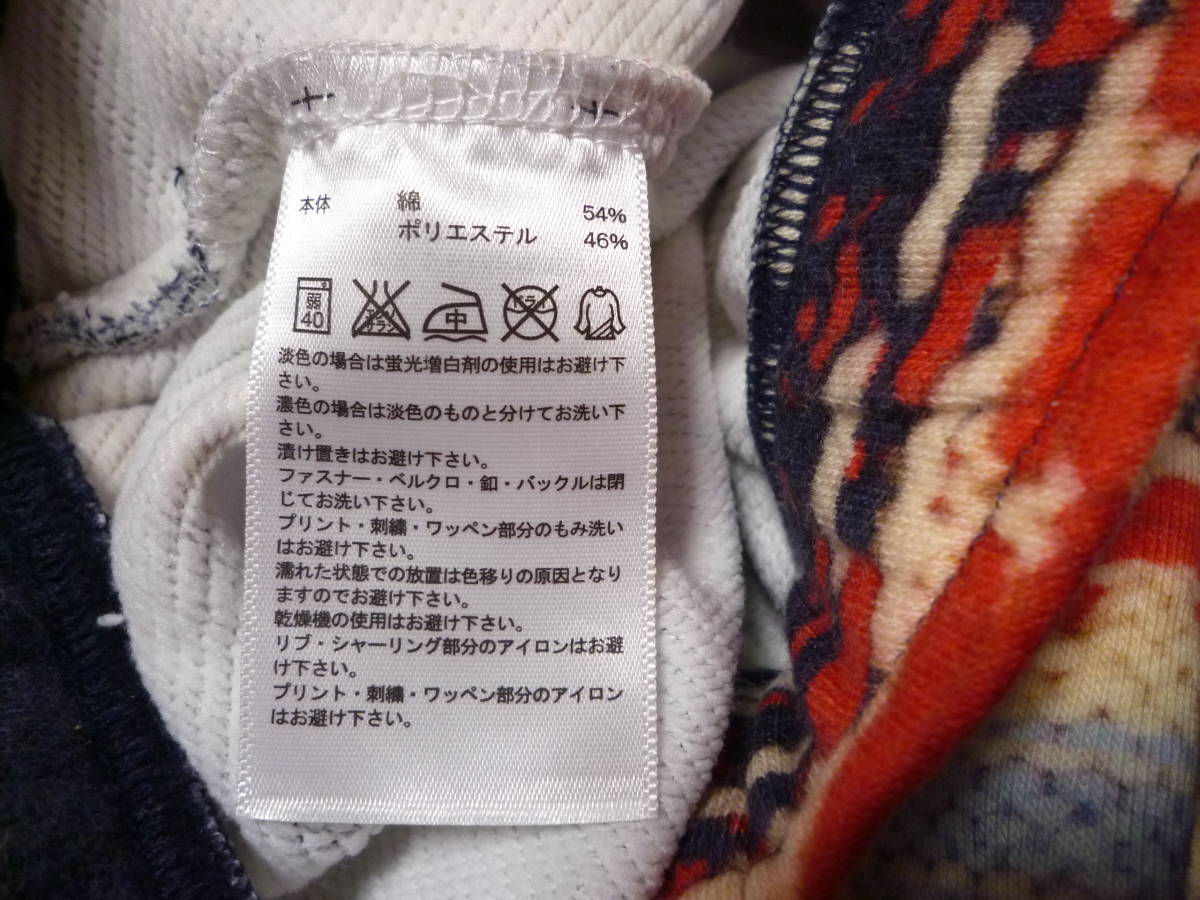 本体 綿 54%
ポリエステル 46%
弱 40 エンソサラシ 中 ドライ
淡色の場合は蛍光増白剤の使用はお避け下
さい。
濃色の場合は淡色のものと分けてお洗い下
さい。
漬け置きはお避け下さい。
ファスナー・ベルクロ・釦・バックルは閉
じてお洗い下さい。
プリント・刺繍・ワッペン部分のもみ洗い
はお避け下さい。
濡れた状態での放置は色移りの原因となり
ますのでお避け下さい。
乾燥機の使用はお避け下さい。
リブ・シャーリング部分のアイロンはお避
け下さい。
プリント・刺繍・ワッペン部分のアイロン
はお避け下さい。